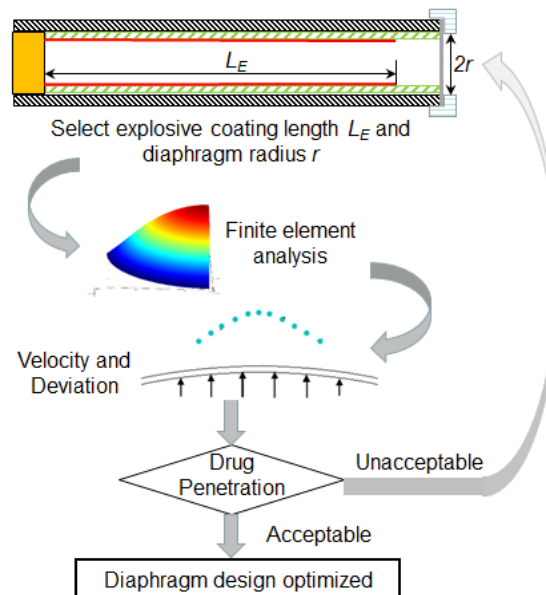 L_E
2r
Select explosive coating length L_E and
diaphragm radius r
Finite element
analysis
Velocity and
Deviation
Drug
Penetration
Unacceptable
Acceptable
Diaphragm design optimized